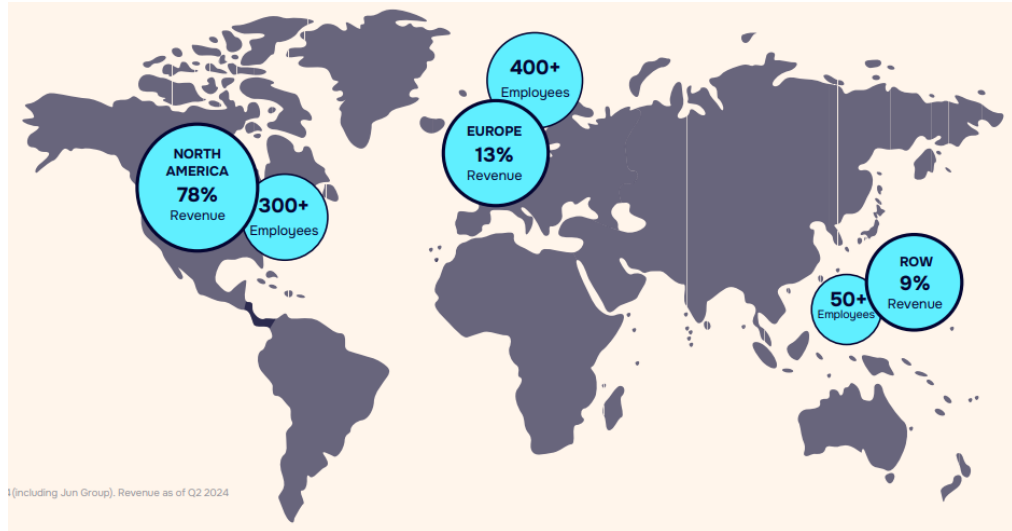 400+
Employees
EUROPE
13%
Revenue
NORTH
AMERICA
78%
Revenue
300+
Employees
ROW
9%
Revenue
50+
Employees
(including Jun Group). Revenue as of Q2 2024